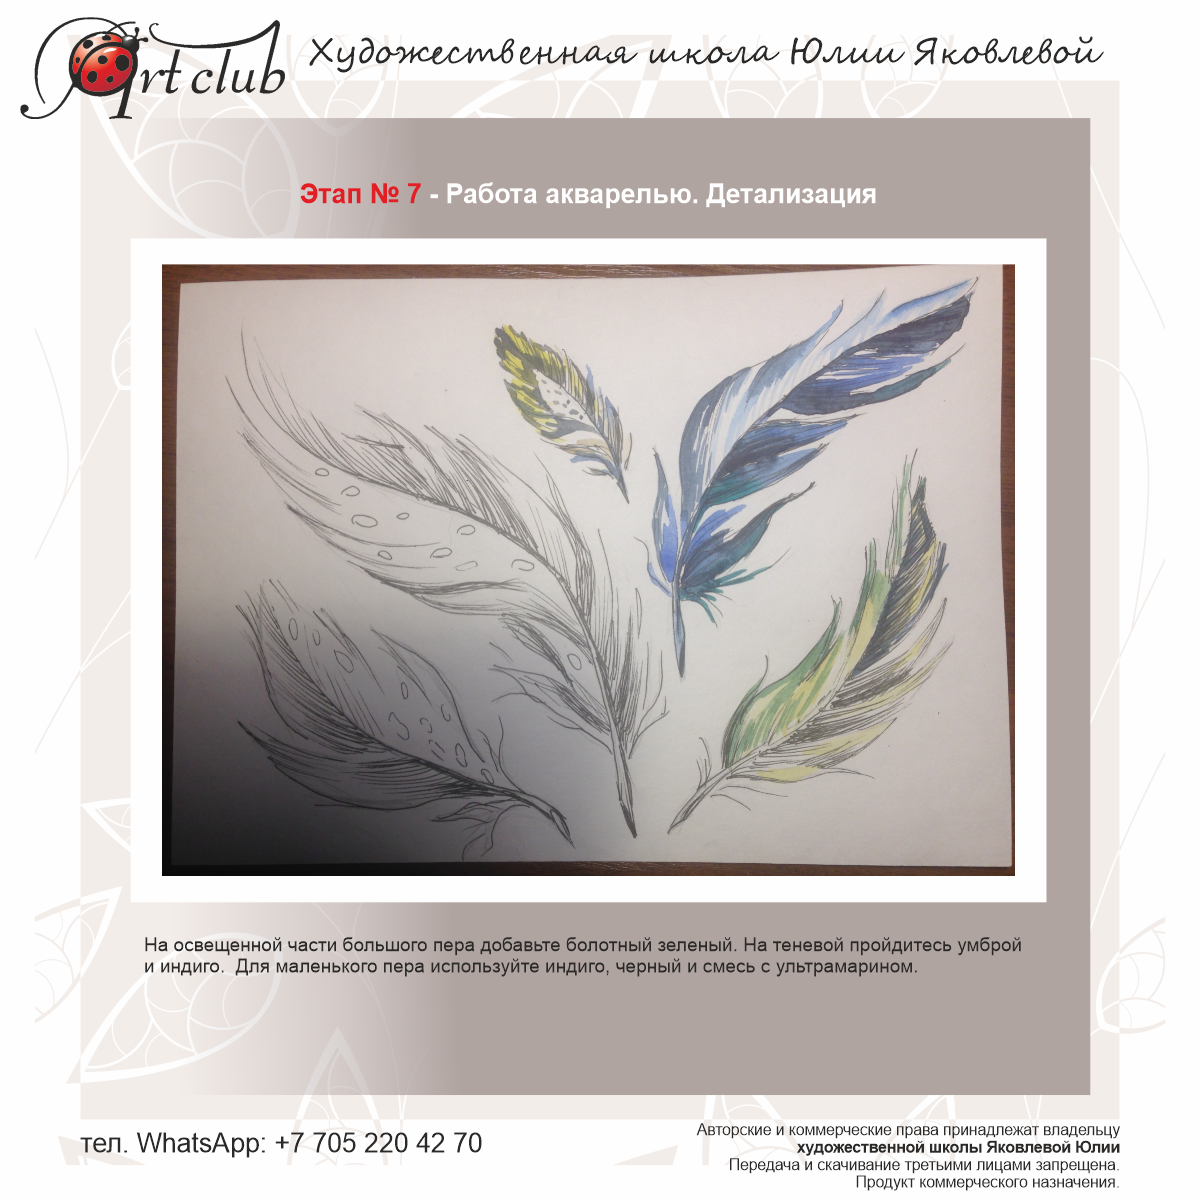 Art club
Художественная школа Юлии Яковлевой
Этап № 7 - Работа акварелью. Детализация
На освещенной части большого пера добавьте болотный зеленый. На теневой пройдитесь умброй
и индиго.  Для маленького пера используйте индиго, черный и смесь с ультрамарином.
тел. WhatsApp: +7 705 220 42 70
Авторские и коммерческие права принадлежат владельцу
художественной школы Яковлевой Юлии
Передача и скачивание третьими лицами запрещена.
Продукт коммерческого назначения.